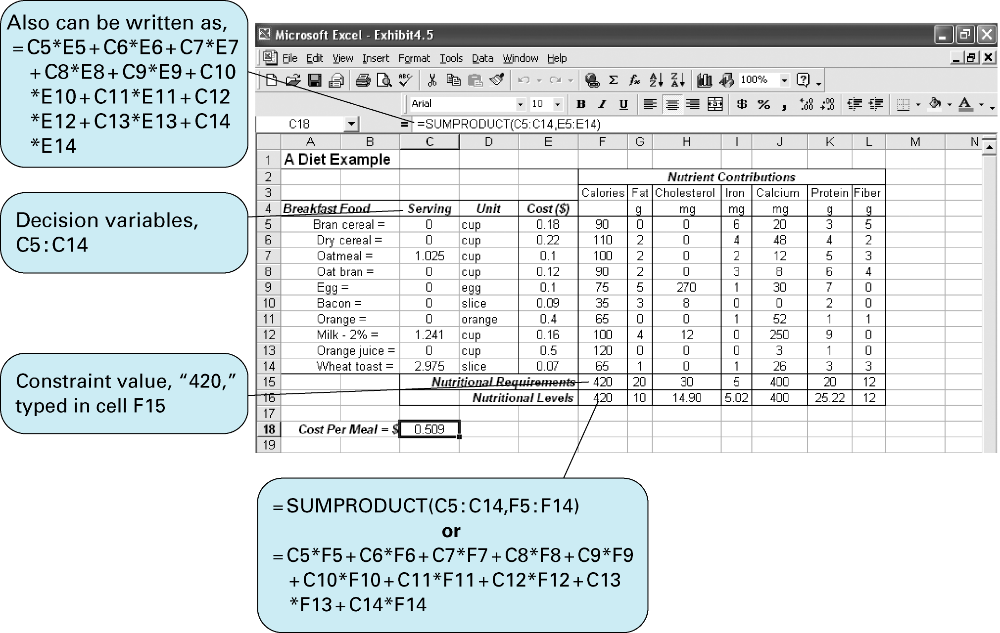 Also can be written as,
=C5*E5+C6*E6+C7*E7
+C8*E8+C9*E9+C10
*E10+C11*E11+C12
*E12+C13*E13+C14
*E14
Decision variables,
C5:C14
Constraint value, “420,”
typed in cell F15
Microsoft Excel - Exhibit4.5
File Edit View Insert Format Tools Data Window Help
100%
Arial 10 B I U $ % ,
C18 = =SUMPRODUCT(C5:C14,E5:E14)
A B C D E F G H I J K L M N
1 A Diet Example
2 Nutrient Contributions
3 Calories Fat Cholesterol Iron Calcium Protein Fiber
4 Breakfast Food Serving Unit Cost ($) g mg mg mg g g
5 Bran cereal = 0 cup 0.18 90 0 0 6 20 3 5
6 Dry cereal = 0 cup 0.22 110 2 0 4 48 4 2
7 Oatmeal = 1.025 cup 0.1 100 2 0 2 12 5 3
8 Oat bran = 0 cup 0.12 90 2 0 3 8 6 4
9 Egg = 0 egg 0.1 75 5 270 1 30 7 0
10 Bacon = 0 slice 0.09 35 3 8 0 0 2 0
11 Orange = 0 orange 0.4 65 0 0 1 52 1 1
12 Milk - 2% = 1.241 cup 0.16 100 4 12 0 250 9 0
13 Orange juice = 0 cup 0.5 120 0 0 0 3 1 0
14 Wheat toast = 2.975 slice 0.07 65 1 0 1 26 3 3
15 Nutritional Requirements 420 20 30 5 400 20 12
16 Nutritional Levels 420 10 14.90 5.02 400 25.22 12
17
18 Cost Per Meal = $ 0.509
19
=SUMPRODUCT(C5:C14,F5:F14)
or
=C5*F5+C6*F6+C7*F7+C8*F8+C9*F9
+C10*F10+C11*F11+C12*F12+C13
*F13+C14*F14